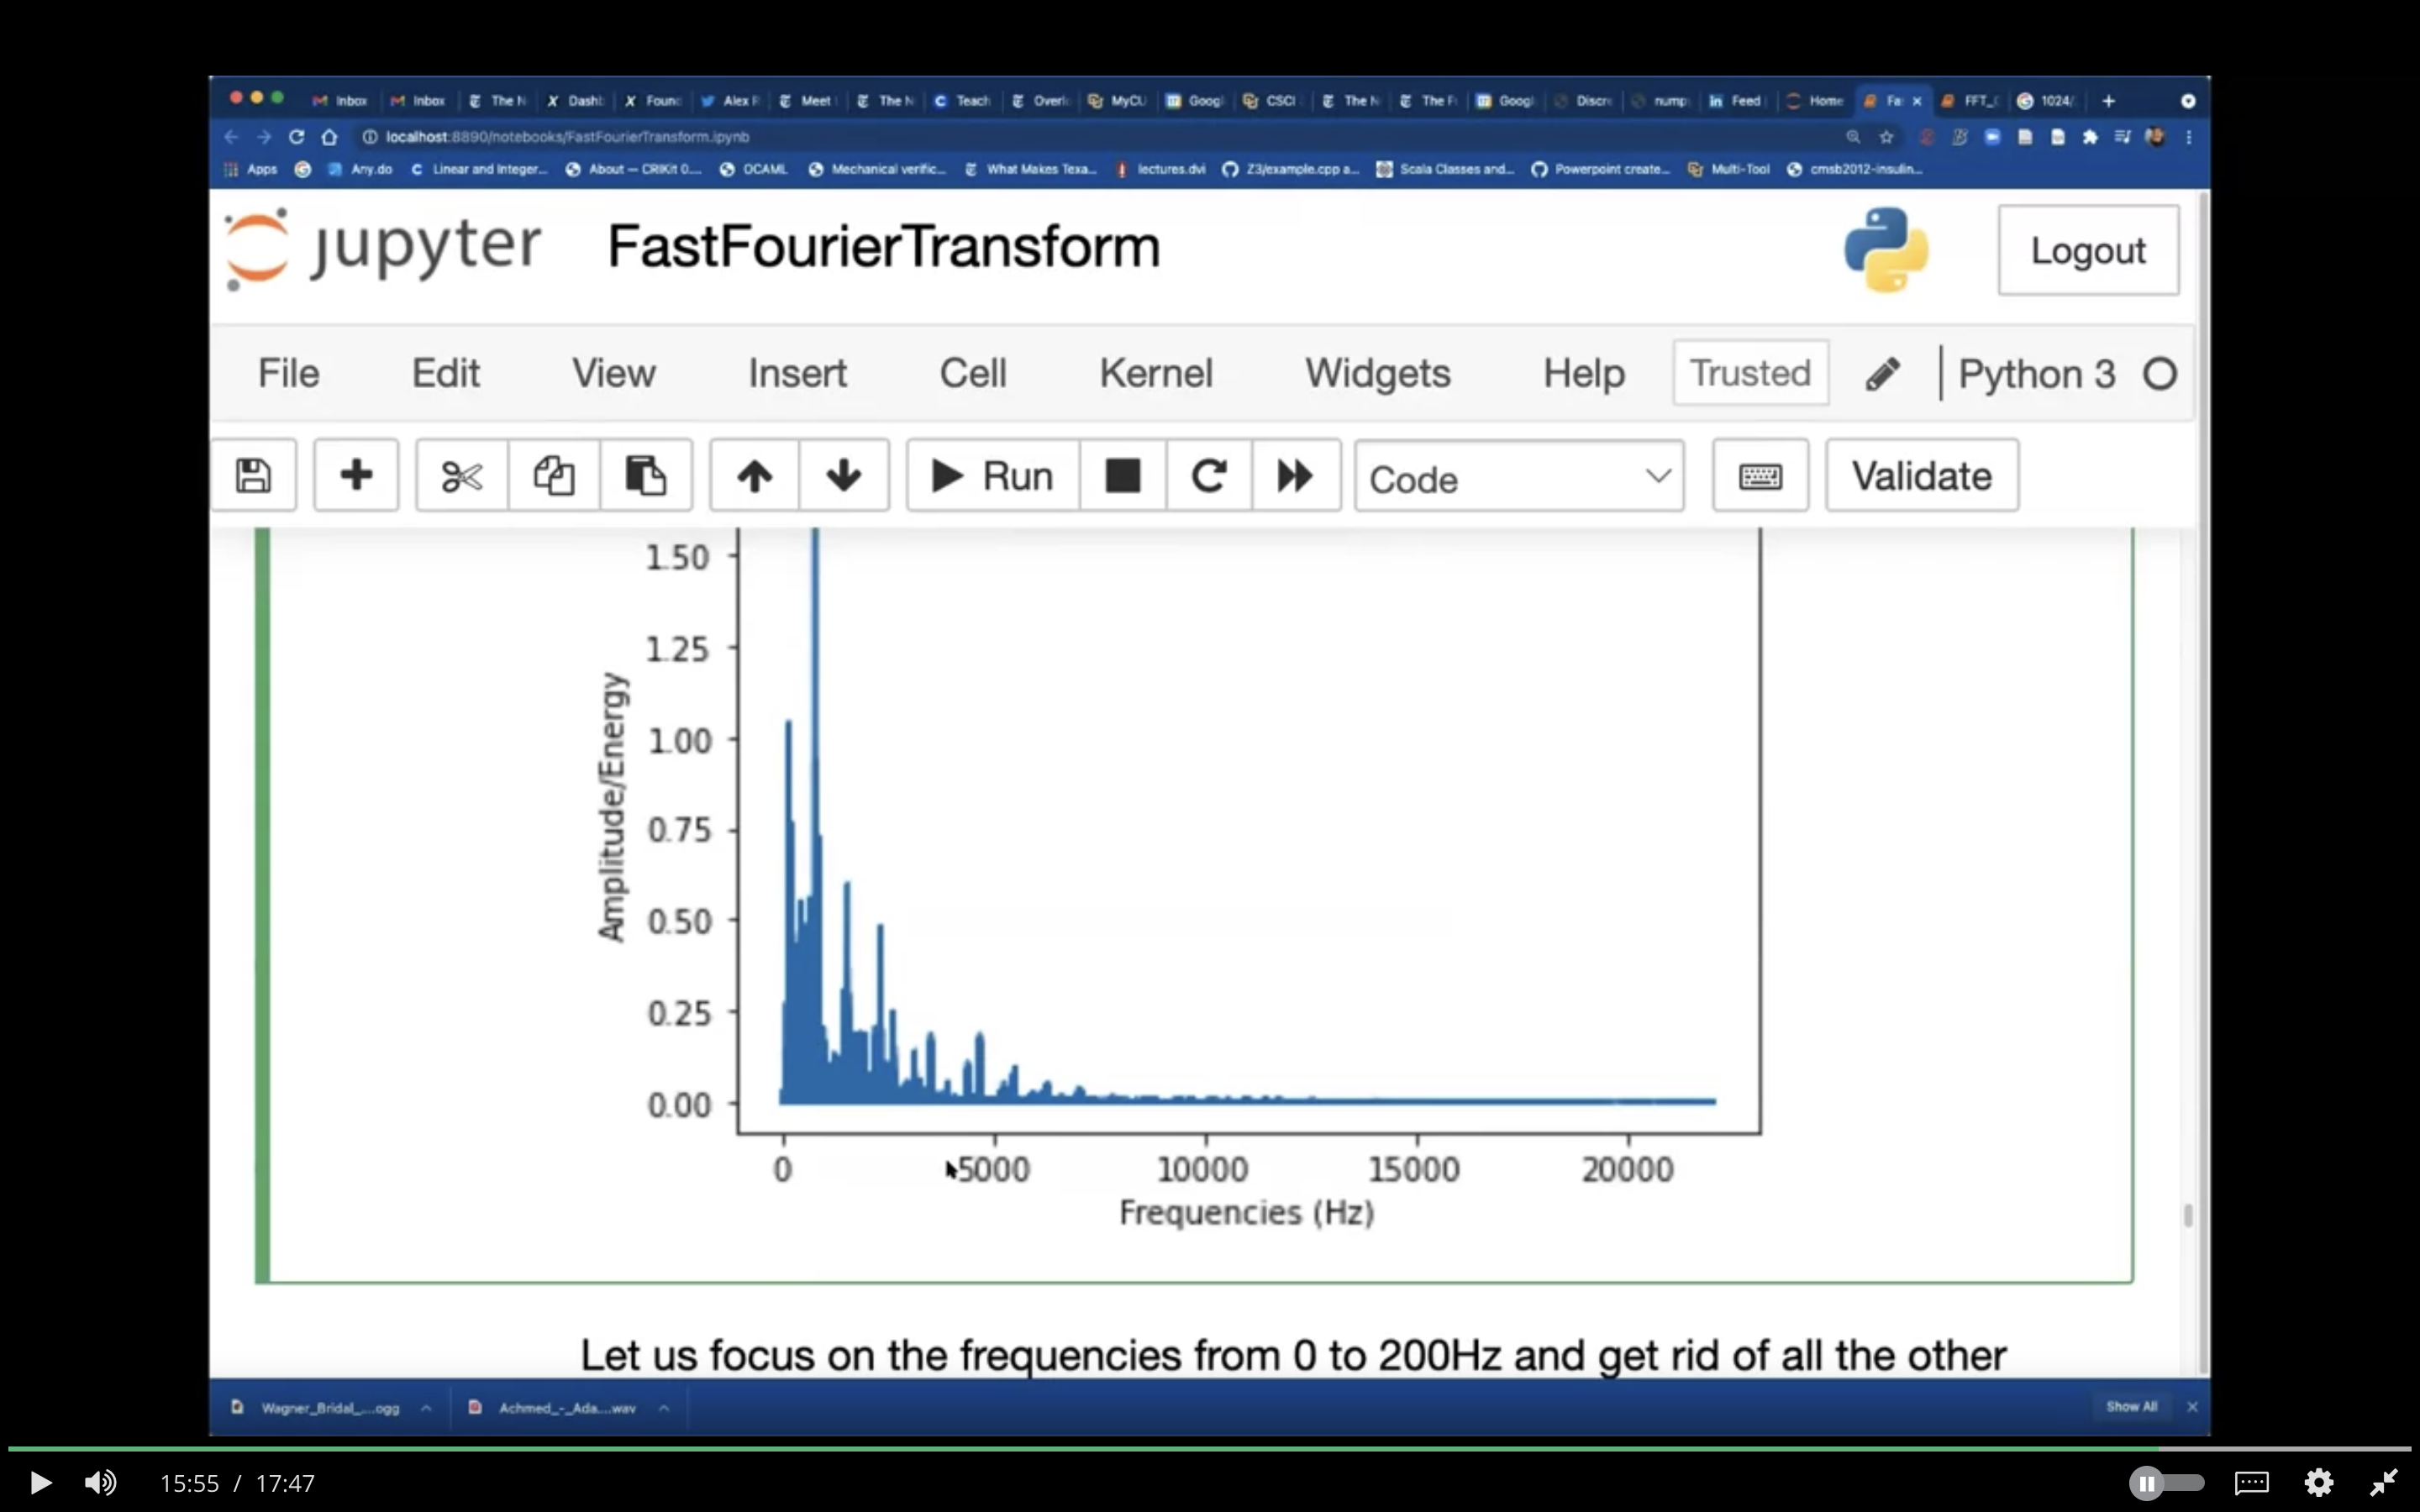 Inbox Inbox The N Dash Foun Alex R Meet The N Teach Overl MyCU Googl CSCI The N The F Googl Discre nump Feed Home Fa FFT_ 1024/
localhost:8890/notebooks/FastFourierTransform.ipynb
Apps Any.do Linear and Integer... About — CRIKit 0.... OCAML Mechanical verific... What Makes Texa... lectures.dvi Z3/example.cpp a... Scala Classes and... Powerpoint create... Multi-Tool cmsb2012-insulin...
jupyter FastFourierTransform Logout
File Edit View Insert Cell Kernel Widgets Help Trusted Python 3
Run Code Validate
1.50
1.25
1.00
0.75
0.50
0.25
0.00
Amplitude/Energy
0 5000 10000 15000 20000
Frequencies (Hz)
Let us focus on the frequencies from 0 to 200Hz and get rid of all the other
Wagner_Bridal_....ogg Achmed_-_Ada....wav Show All
15:55 / 17:47